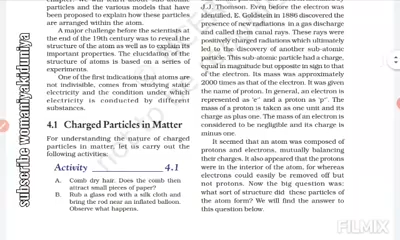 particles and the various models that have
been proposed to explain how these particles
are arranged within the atom.
A major challenge before the scientists at
the end of the 19th century was to reveal the
structure of the atom as well as to explain its
important properties. The elucidation of the
structure of atoms is based on a series of
experiments.
One of the first indications that atoms are
not indivisible, comes from studying static
electricity and the condition under which
electricity is conducted by different
substances.
4.1 Charged Particles in Matter
For understanding the nature of charged
particles in matter, let us carry out the
following activities:
Activity 4.1
A. Comb dry hair. Does the comb then
attract small pieces of paper?
B. Rub a glass rod with a silk cloth and
bring the rod near an inflated balloon.
Observe what happens.
J.J. Thomson. Even before the electron was
identified, E. Goldstein in 1886 discovered the
presence of new radiations in a gas discharge
and called them canal rays. These rays were
positively charged radiations which ultimately
led to the discovery of another sub-atomic
particle. This sub-atomic particle had a charge,
equal in magnitude but opposite in sign to that
of the electron. Its mass was approximately
2000 times as that of the electron. It was given
the name of proton. In general, an electron is
represented as 'e-' and a proton as 'p+'. The
mass of a proton is taken as one unit and its
charge as plus one. The mass of an electron is
considered to be negligible and its charge is
minus one.
It seemed that an atom was composed of
protons and electrons, mutually balancing
their charges. It also appeared that the protons
were in the interior of the atom, for whereas
electrons could easily be removed off but
not protons. Now the big question was:
what sort of structure did these particles of
the atom form? We will find the answer to
this question below.
subscribe womaniyakidumiya
FILMIX